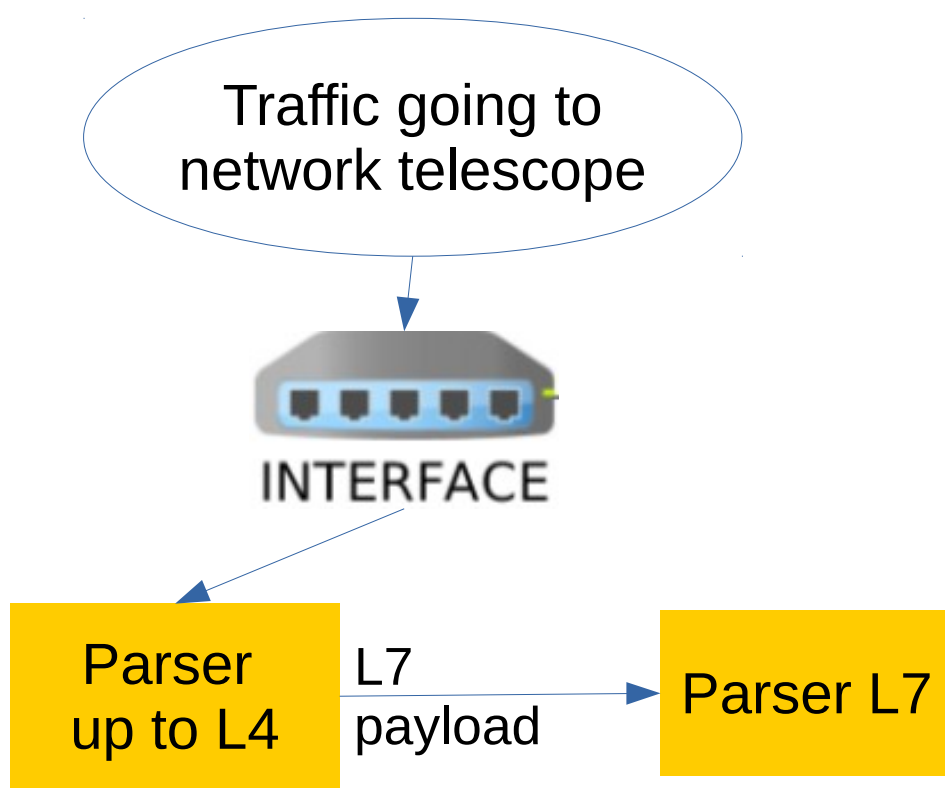 Traffic going to
network telescope
INTERFACE
Parser
up to L4
L7
payload
Parser L7